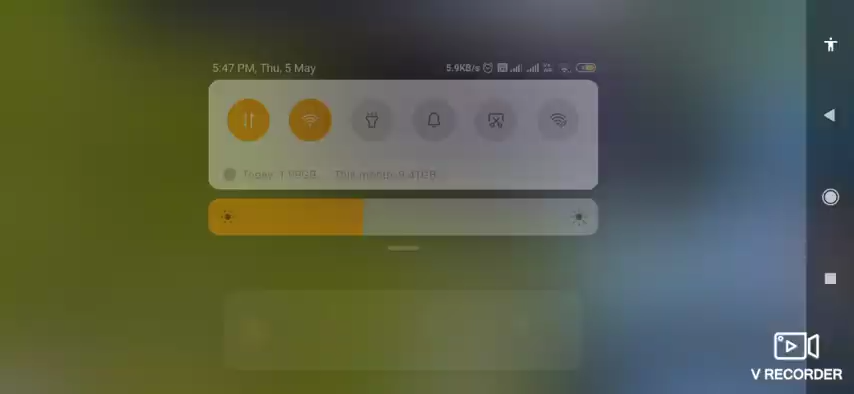 5:47 PM, Thu, 5 May 5.9KB/s
Today: 1.09GB This month: 9.41GB
V RECORDER